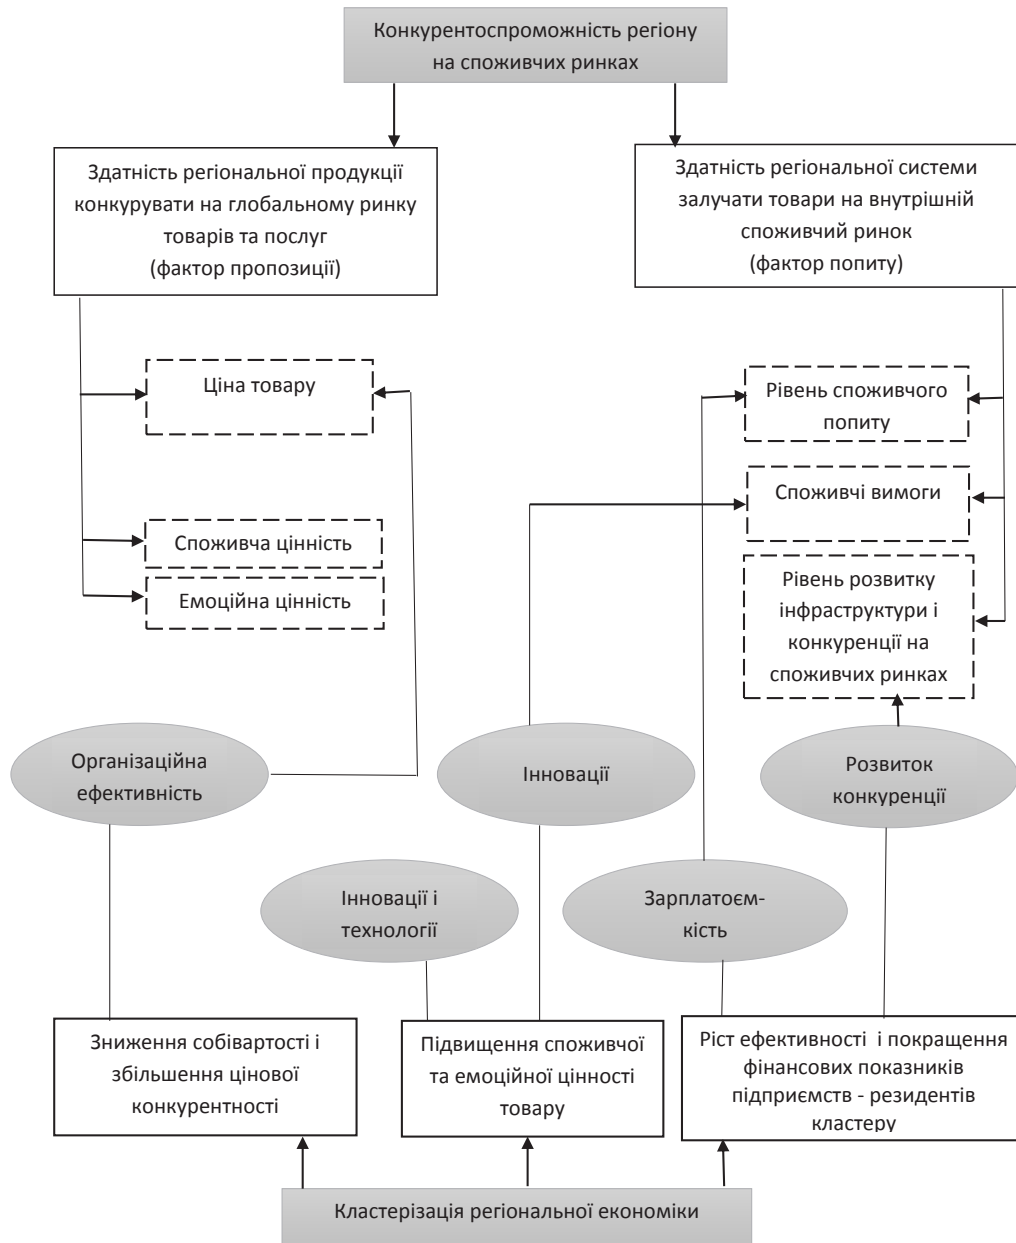 Конкурентоспроможність регіону
на споживчих ринках
Здатність регіональної продукції
конкурувати на глобальному ринку
товарів та послуг
(фактор пропозиції)
Здатність регіональної системи
залучати товари на внутрішній
споживчий ринок
(фактор попиту)
Ціна товару
Рівень споживчого
попиту
Споживчі вимоги
Споживча цінність
Емоційна цінність
Рівень розвитку
інфраструктури і
конкуренції на
споживчих ринках
Організаційна
ефективність
Інновації
Розвиток
конкуренції
Інновації і
технології
Зарплатоєм-
кість
Зниження собівартості і
збільшення цінової
конкурентності
Підвищення споживчої
та емоційної цінності
товару
Ріст ефективності і покращення
фінансових показників
підприємств - резидентів
кластеру
Кластерізація регіональної економіки